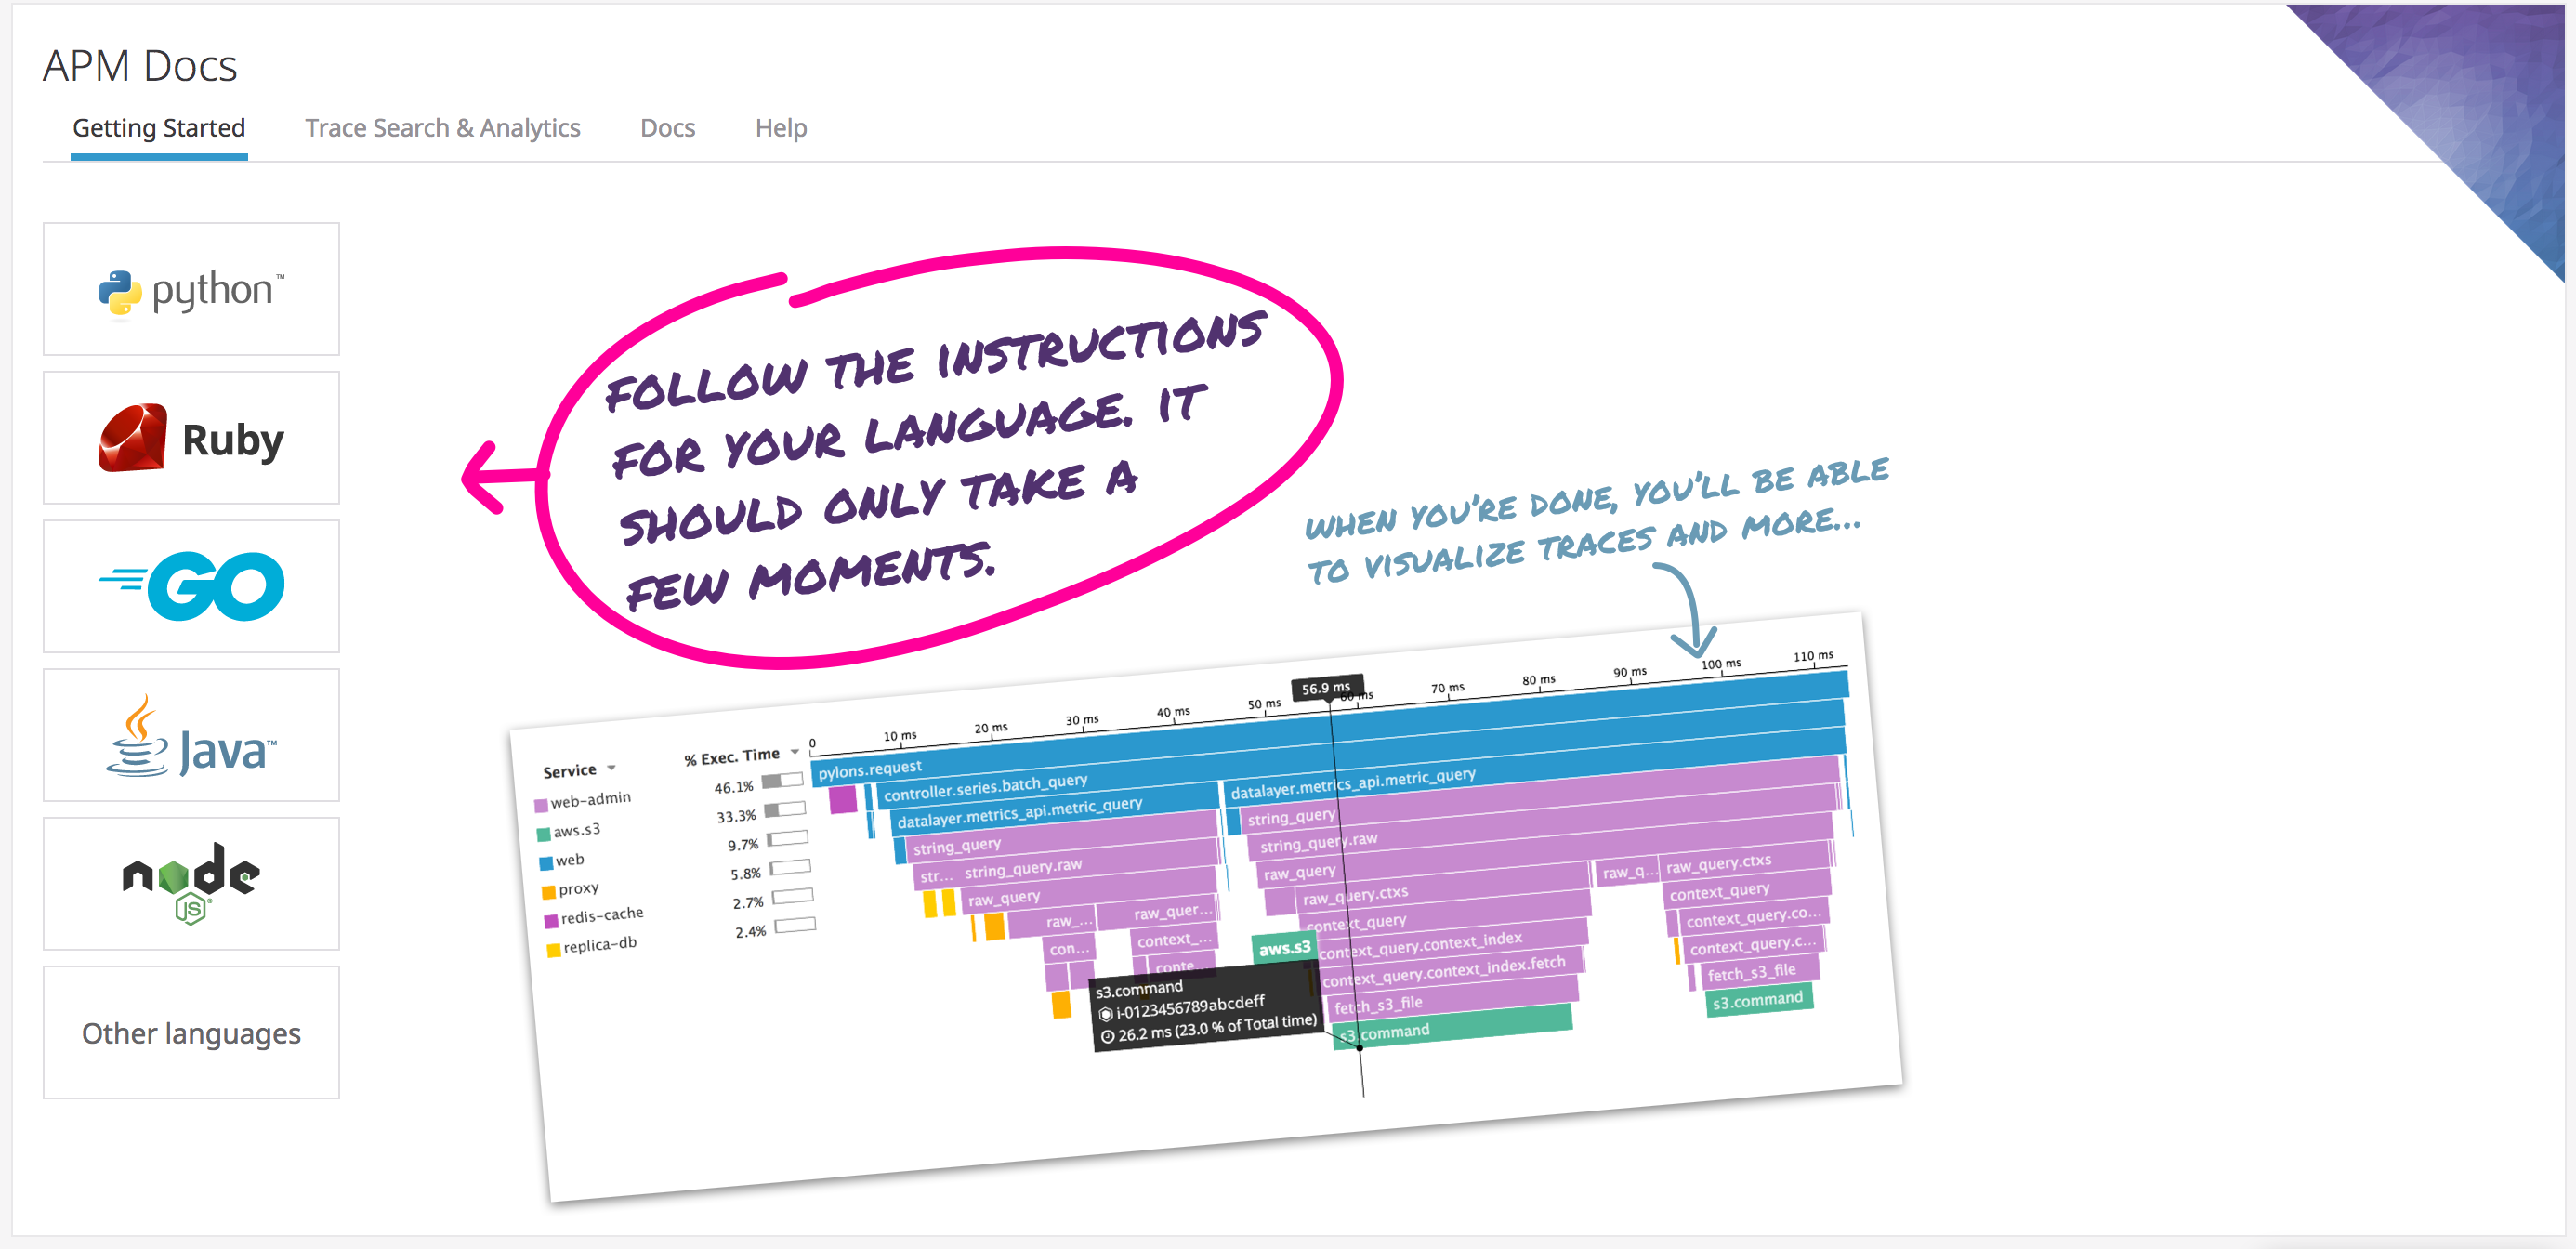 APM Docs
Getting Started
Trace Search & Analytics
Docs
Help
python™
Ruby
GO
Java™
node
JS®
Other languages
FOLLOW THE INSTRUCTIONS
FOR YOUR LANGUAGE. IT
SHOULD ONLY TAKE A
FEW MOMENTS.
WHEN YOU'RE DONE, YOU'LL BE ABLE
TO VISUALIZE TRACES AND MORE...
Service
% Exec. Time
web-admin 46.1%
aws.s3 33.3%
web 9.7%
proxy 5.8%
redis-cache 2.7%
replica-db 2.4%
0 10 ms 20 ms 30 ms 40 ms 50 ms 60 ms 70 ms 80 ms 90 ms 100 ms 110 ms
56.9 ms
pylons.request
controller.series.batch_query
datalayer.metrics_api.metric_query
datalayer.metrics_api.metric_query
string_query
str... string_query.raw
raw_query
raw_... raw_quer...
con... context_...
conte...
string_query
string_query.raw
raw_query
raw_query.ctxs
raw_q... raw_query.ctxs
context_query
context_query
context_query.context_index
context_query.co...
context_query.context_index.fetch
context_query.c...
fetch_s3_file
fetch_s3_file
s3.command
s3.command
aws.s3
s3.command
i-0123456789abcdeff
26.2 ms (23.0 % of Total time)